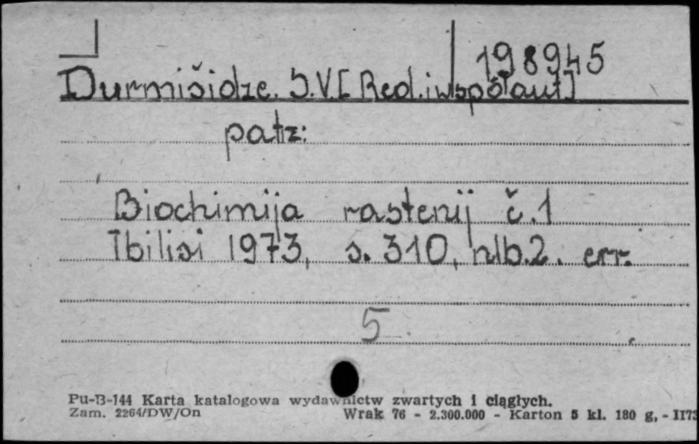 198945
Durmišidze. S.V.[Red.i współaut]
patrz:
Biochimija rastenij č.1
Tbilisi 1973, s. 310, nlb. 2. err.
5
Pu-B-144 Karta katalogowa wydawnictw zwartych i ciągłych.
Zam. 2264/DW/On Wrak 76 - 2.300.000 - Karton 5 kl. 180 g, - II73